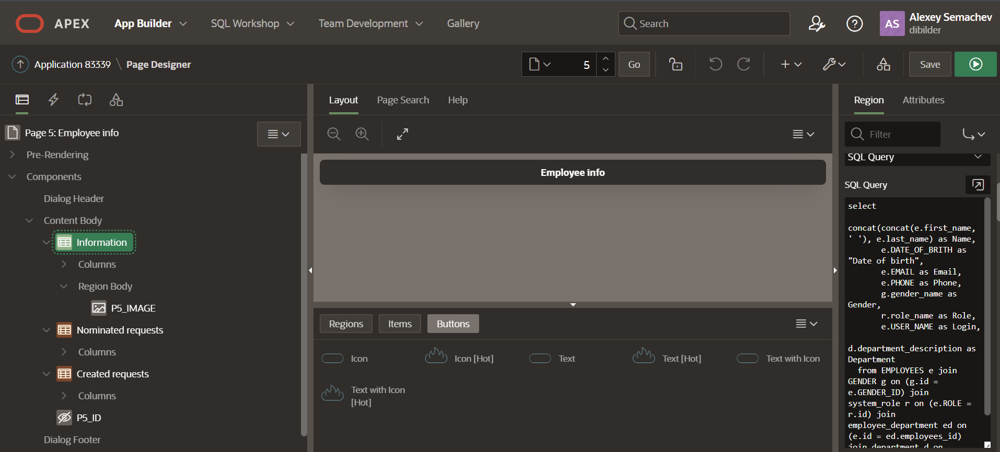 APEX
App Builder
SQL Workshop
Team Development
Gallery
Search
AS
Alexey Semachev
dibilder
Application 83339 \ Page Designer
5
Go
Save
Page 5: Employee info
Pre-Rendering
Components
Dialog Header
Content Body
Information
Columns
Region Body
P5_IMAGE
Nominated requests
Columns
Created requests
Columns
P5_ID
Dialog Footer
Layout
Page Search
Help
Employee info
Regions
Items
Buttons
Icon
Icon [Hot]
Text
Text [Hot]
Text with Icon
Text with Icon
[Hot]
Region
Attributes
Filter
SQL Query
SQL Query
select
concat(concat(e.first_name,
' '), e.last_name) as Name,
e.DATE_OF_BRITH as
"Date of birth",
e.EMAIL as Email,
e.PHONE as Phone,
g.gender_name as
Gender,
r.role_name as Role,
e.USER_NAME as Login,
d.department_description as
Department
from EMPLOYEES e join
GENDER g on (g.id =
e.GENDER_ID) join
system_role r on (e.ROLE =
r.id) join
employee_department ed on
(e.id = ed.employees_id)
join department d on